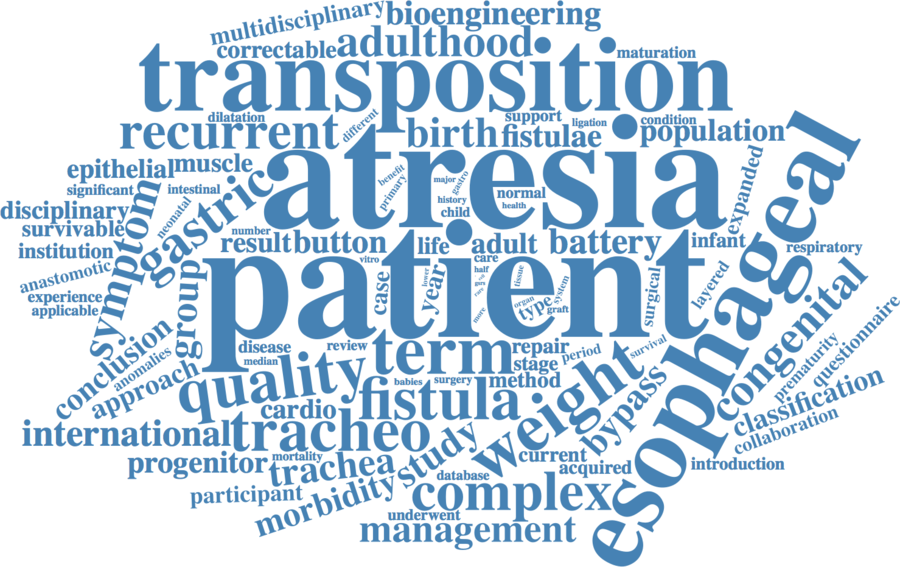 multidisciplinary
bioengineering
correctable
adulthood
maturation
transposition
dilatation
different
support
ligation
condition
recurrent
birth
fistulae
population
epithelial
muscle
atresia
benefit
primary
major
gastro
history
child
normal
health
expanded
esophageal
significant
intestinal
disciplinary
neonatal
symptom
gastric
survivable
number
institution
result
button
life
adult
battery
infant
respiratory
anastomotic
vitro
care
half
patient
experience
applicable
group
case
year
lower
more
tissue
organ
type
system
graft
surgical
layered
congenital
conclusion
disease
review
term
repair
period
survival
questionnaire
prematurity
anomalies
median
stage
approach
quality
babies
surgery
method
weight
bypass
classification
collaboration
cardio
fistula
international
tracheo
study
current
acquired
introduction
progenitor
mortality
trachea
database
participant
morbidity
complex
underwent
management